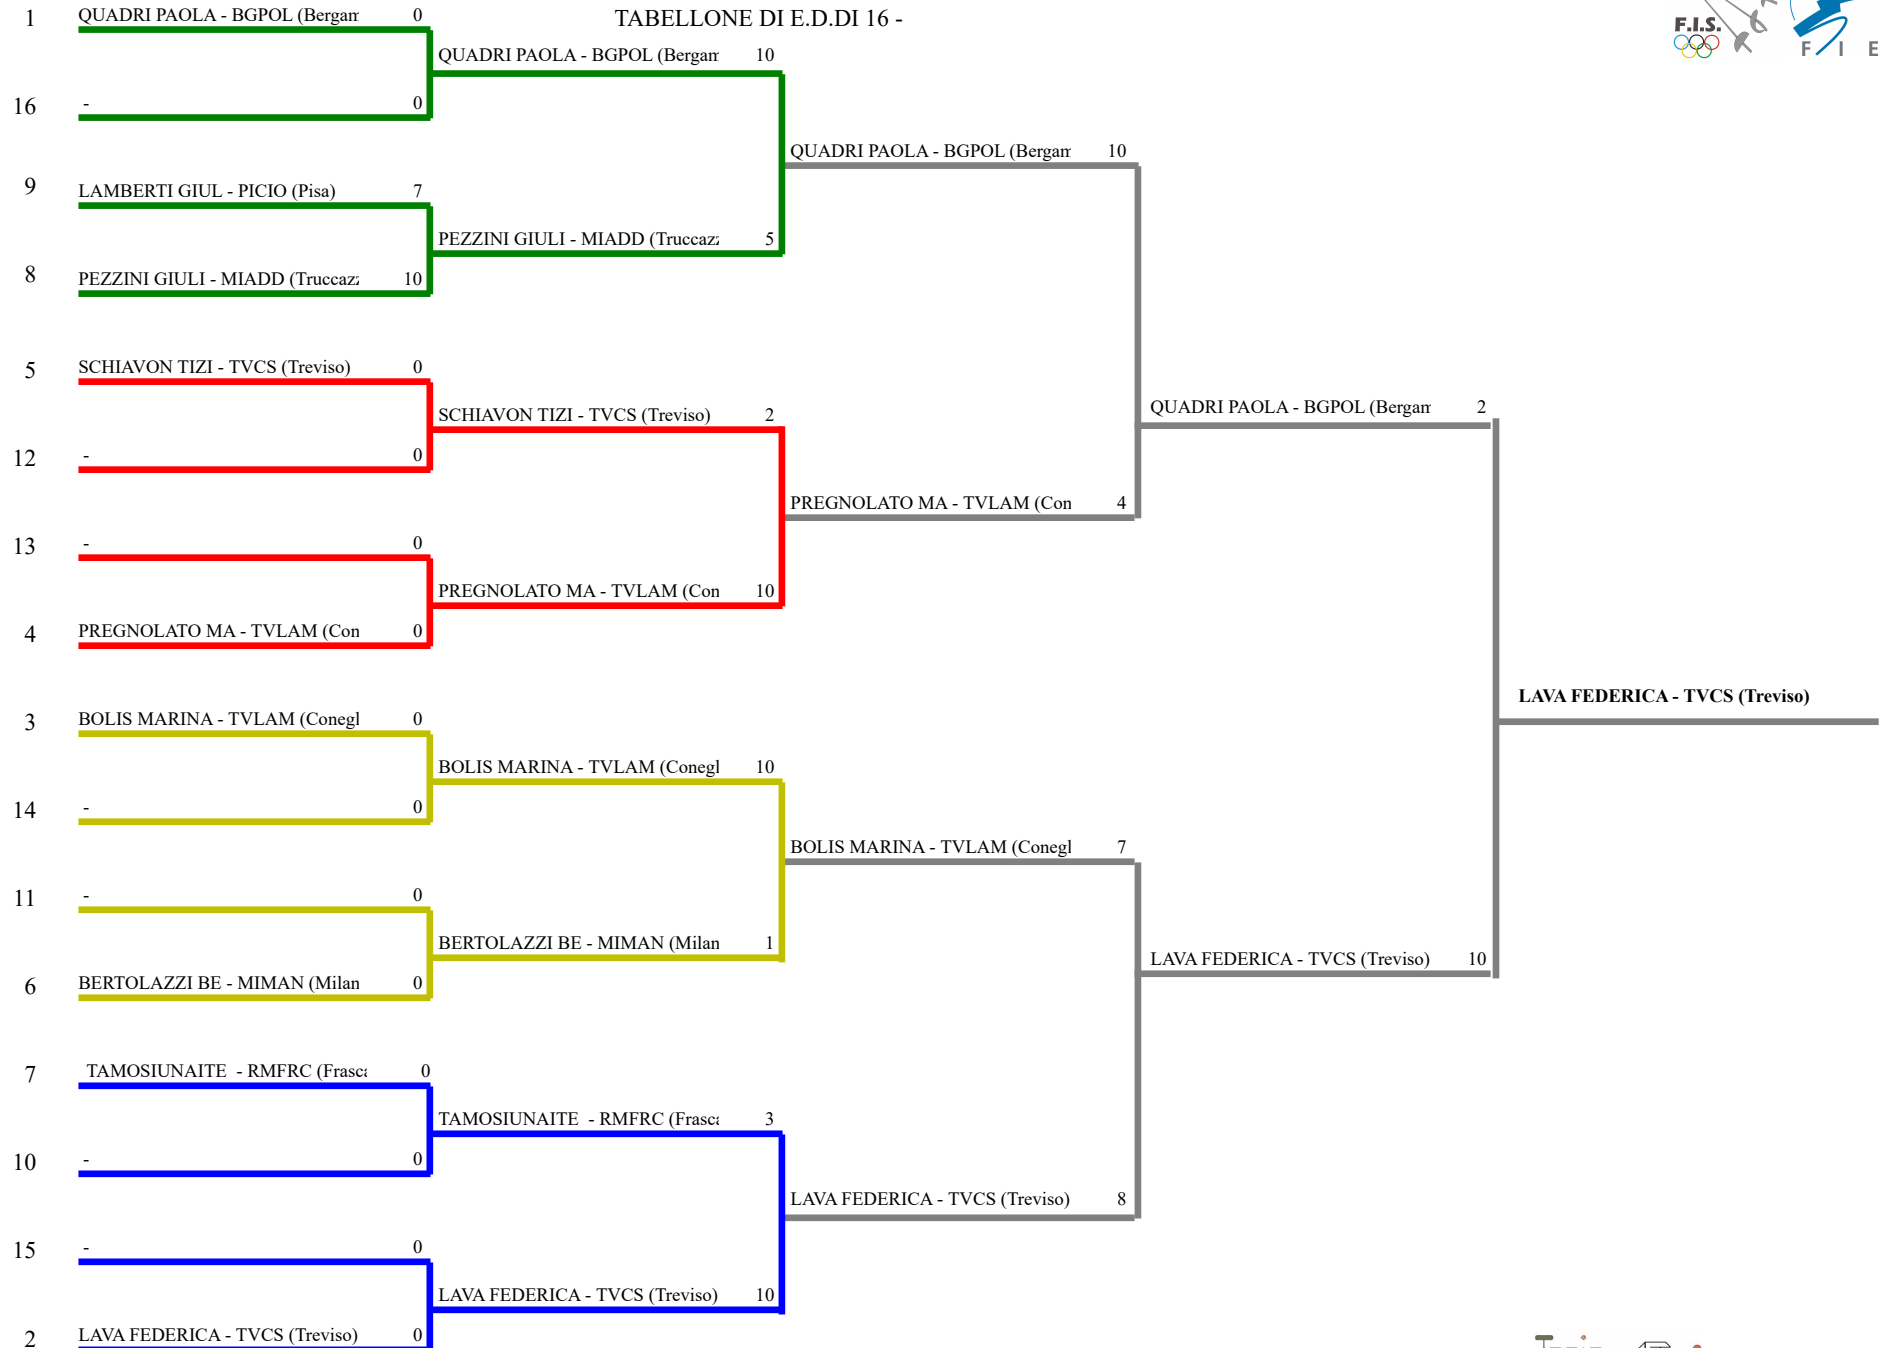 TABELLONE DI E.D.DI 16 -
F.I.S.
F I E
1 QUADRI PAOLA - BGPOL (Bergam 0
QUADRI PAOLA - BGPOL (Bergam 10
16 - 0
QUADRI PAOLA - BGPOL (Bergam 10
9 LAMBERTI GIUL - PICIO (Pisa) 7
PEZZINI GIULI - MIADD (Truccazz 5
8 PEZZINI GIULI - MIADD (Truccazz 10
5 SCHIAVON TIZI - TVCS (Treviso) 0
QUADRI PAOLA - BGPOL (Bergam 2
SCHIAVON TIZI - TVCS (Treviso) 2
12 - 0
PREGNOLATO MA - TVLAM (Con 4
13 - 0
PREGNOLATO MA - TVLAM (Con 10
4 PREGNOLATO MA - TVLAM (Con 0
LAVA FEDERICA - TVCS (Treviso)
3 BOLIS MARINA - TVLAM (Conegl 0
BOLIS MARINA - TVLAM (Conegl 10
14 - 0
BOLIS MARINA - TVLAM (Conegl 7
11 - 0
BERTOLAZZI BE - MIMAN (Milan 1
LAVA FEDERICA - TVCS (Treviso) 10
6 BERTOLAZZI BE - MIMAN (Milan 0
7 TAMOSIUNAITE - RMFRC (Frasca 0
TAMOSIUNAITE - RMFRC (Frasca 3
10 - 0
LAVA FEDERICA - TVCS (Treviso) 8
15 - 0
LAVA FEDERICA - TVCS (Treviso) 10
2 LAVA FEDERICA - TVCS (Treviso) 0